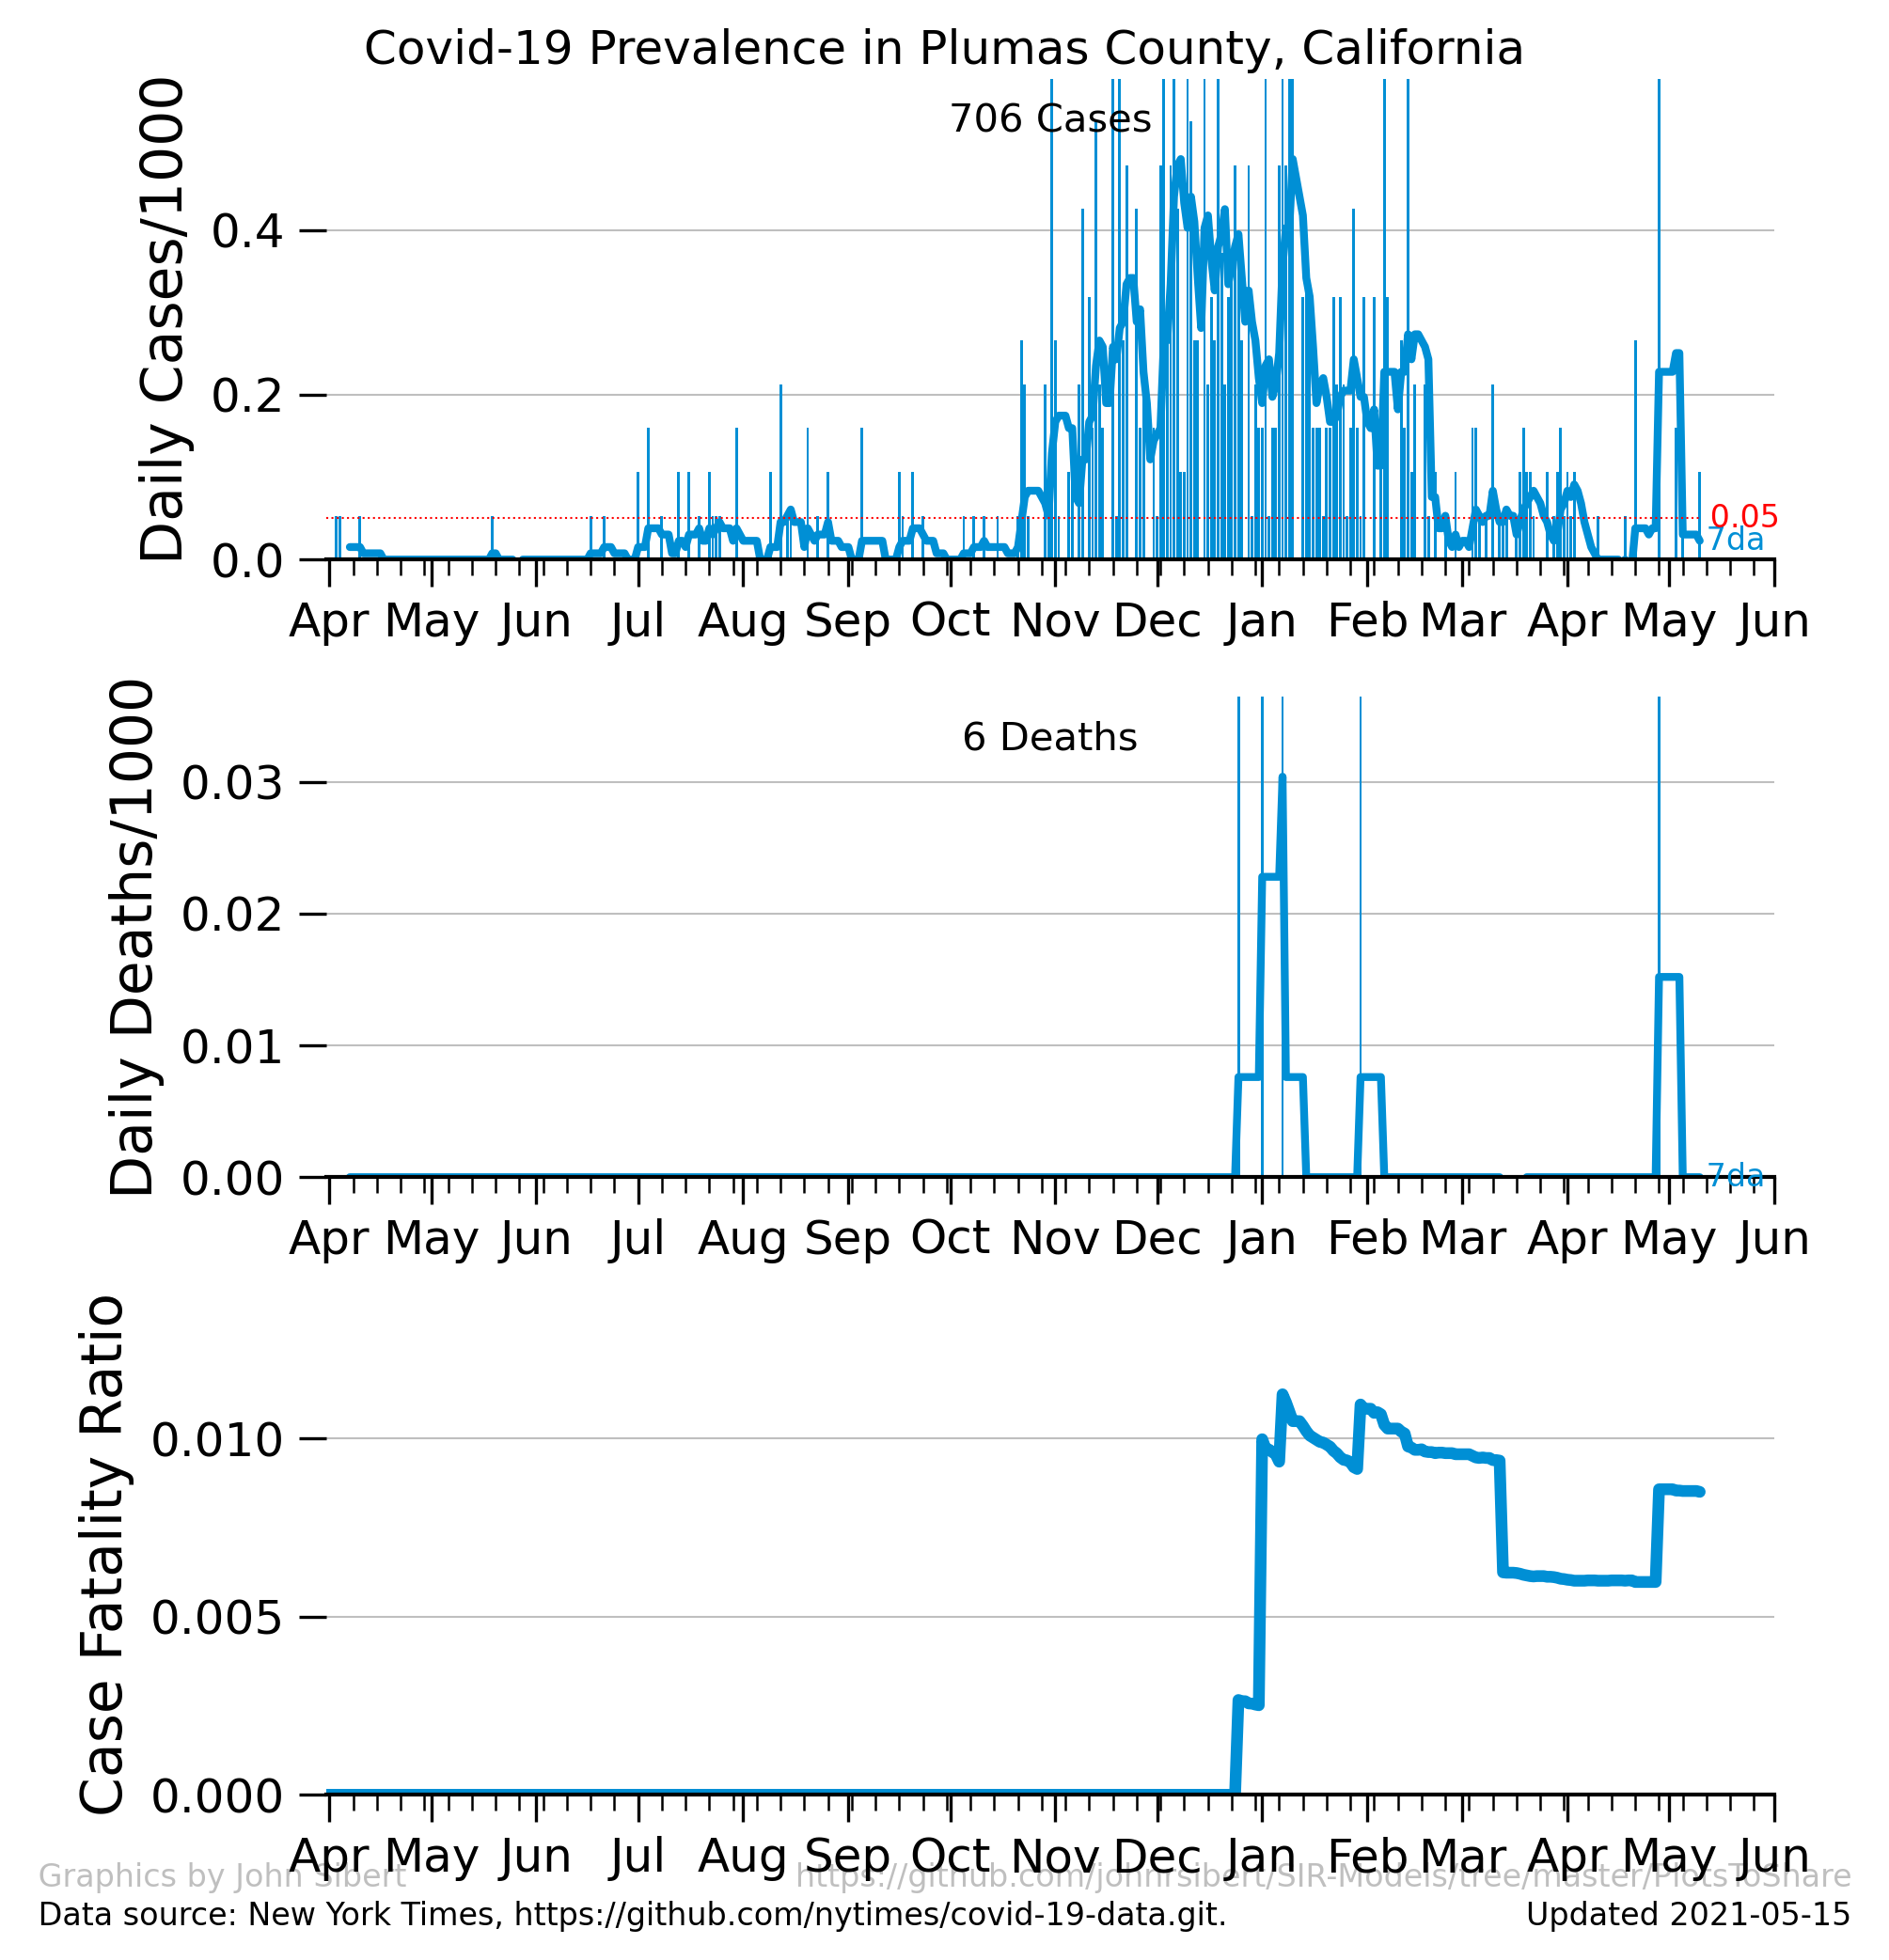 Covid-19 Prevalence in Plumas County, California
Daily Cases/1000
706 Cases
0.4
0.2
0.0
0.05
7da
Apr May Jun Jul Aug Sep Oct Nov Dec Jan Feb Mar Apr May Jun
Daily Deaths/1000
6 Deaths
0.03
0.02
0.01
0.00
7da
Apr May Jun Jul Aug Sep Oct Nov Dec Jan Feb Mar Apr May Jun
Case Fatality Ratio
0.010
0.005
0.000
Apr May Jun Jul Aug Sep Oct Nov Dec Jan Feb Mar Apr May Jun
Graphics by John Sibert https://github.com/johnrsibert/SIR-Models/tree/master/PlotsToShare
Data source: New York Times, https://github.com/nytimes/covid-19-data.git. Updated 2021-05-15